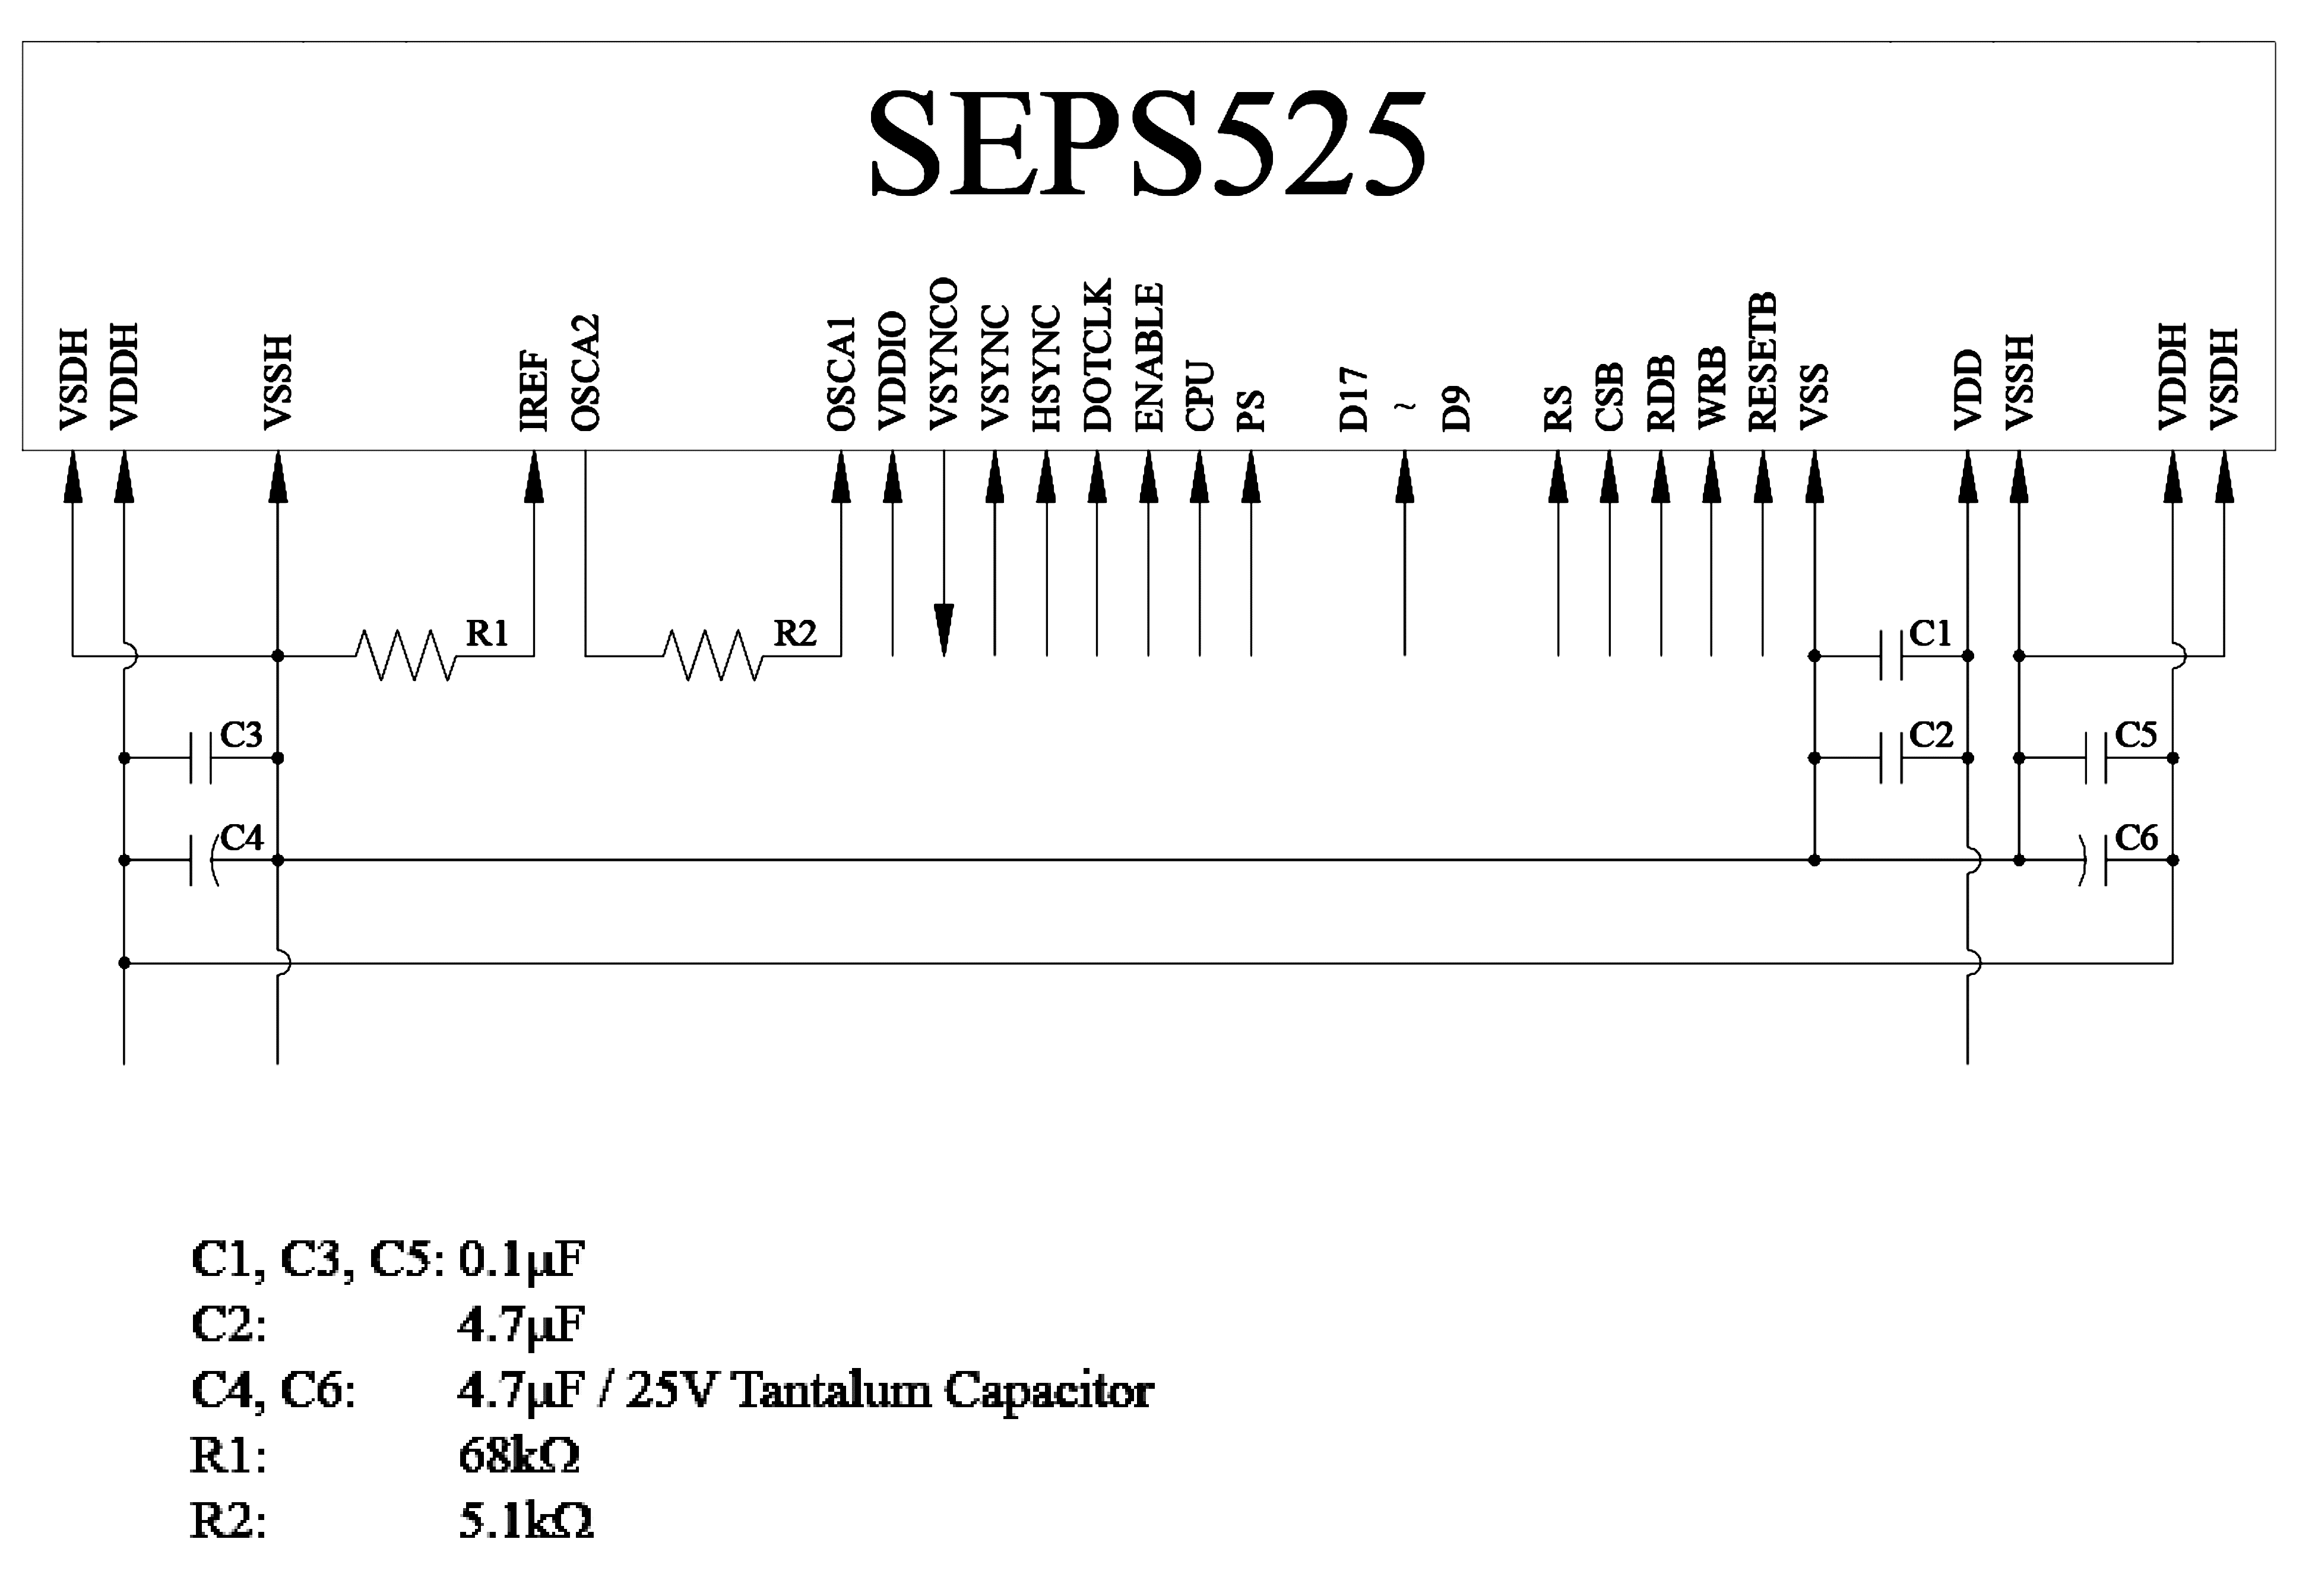 SEPS525
VSDH
VDDH
VSSH
IREF
OSCA2
OSCA1
VDDIO
VSYNCO
VSYNC
HSYNC
DOTCLK
ENABLE
CPU
PS
D17
~
D9
RS
CSB
RDB
WRB
RESETB
VSS
VDD
VSSH
VDDH
VSDH
R1
R2
C1
C3
C2
C5
C4
C6
C1, C3, C5: 0.1μF
C2: 4.7μF
C4, C6: 4.7μF / 25V Tantalum Capacitor
R1: 68kΩ
R2: 5.1kΩ